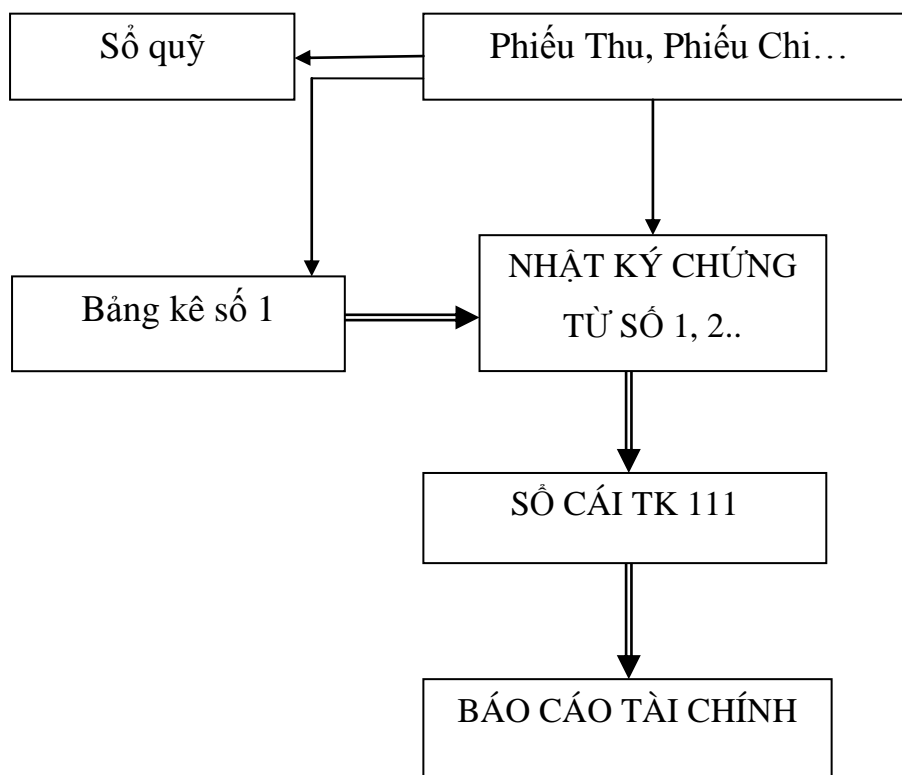 Sổ quỹ
Phiếu Thu, Phiếu Chi…
Bảng kê số 1
NHẬT KÝ CHỨNG
TỪ SỐ 1, 2..
SỔ CÁI TK 111
BÁO CÁO TÀI CHÍNH